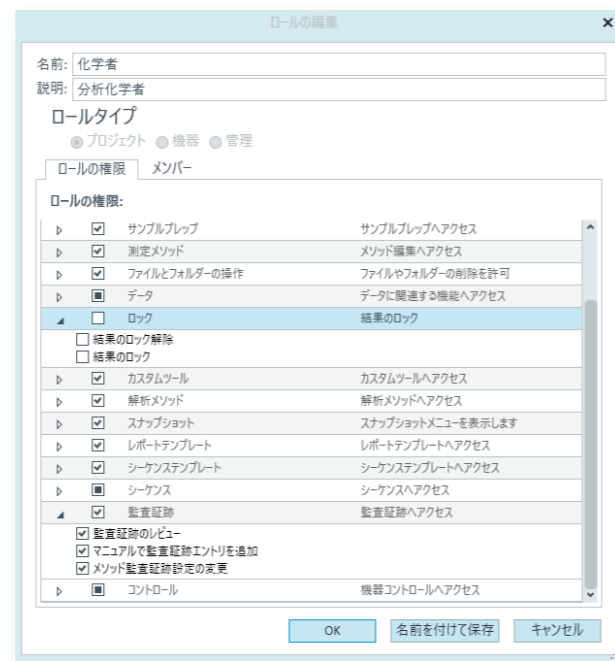 ロールの編集
名前: 化学者
説明: 分析化学者
ロールタイプ
プロジェクト 機器 管理
ロールの権限 メンバー
ロールの権限:
サンプルプレップ サンプルプレップへアクセス
測定メソッド メソッド編集へアクセス
ファイルとフォルダーの操作 ファイルやフォルダーの削除を許可
データ データに関連する機能へアクセス
ロック 結果のロック
結果のロック解除
結果のロック
カスタムツール カスタムツールへアクセス
解析メソッド 解析メソッドへアクセス
スナップショット スナップショットメニューを表示します
レポートテンプレート レポートテンプレートへアクセス
シーケンステンプレート シーケンステンプレートへアクセス
シーケンス シーケンスへアクセス
監査証跡 監査証跡へアクセス
監査証跡のレビュー
マニュアルで監査証跡エントリを追加
メソッド監査証跡設定の変更
コントロール 機器コントロールへアクセス
OK 名前を付けて保存 キャンセル